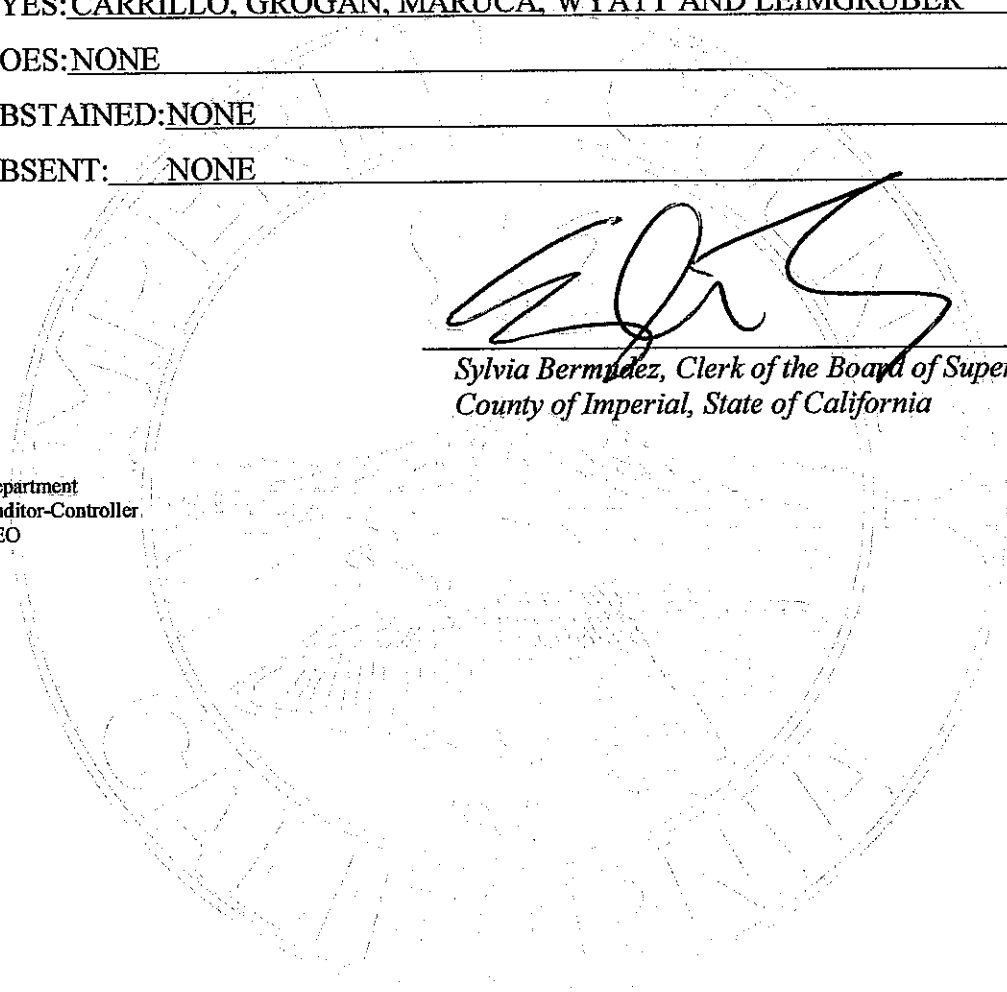 YES: CARRILLO, GROGAN, MARUCA, WYATT AND LEIMGRUBER
OES: NONE
BSTAINED: NONE
BSENT: NONE
Sylvia Bermudez, Clerk of the Board of Super
County of Imperial, State of California
epartment
uditor-Controller
EO
CALIFORNIA